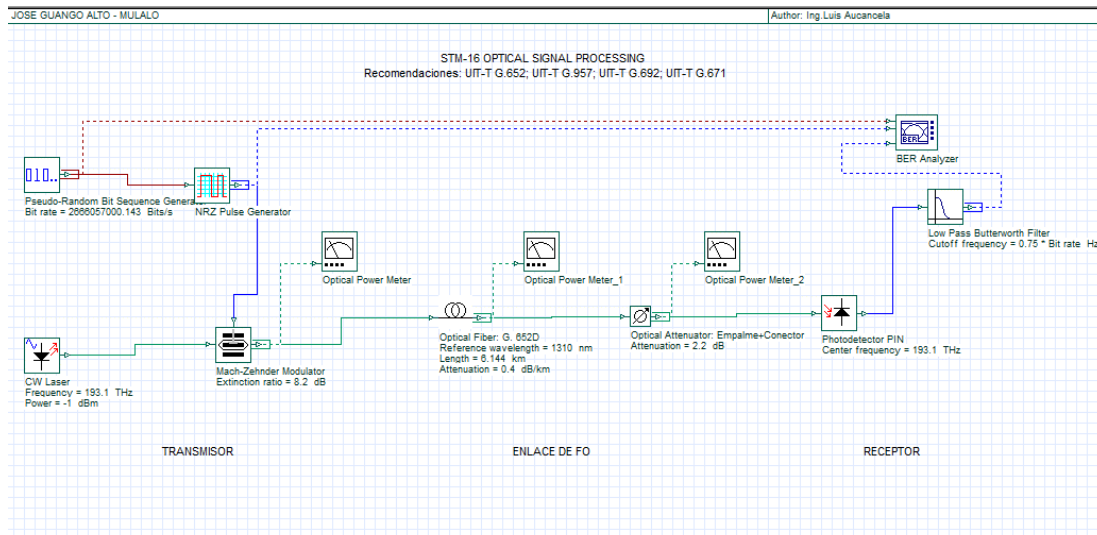 JOSE GUANGO ALTO - MULALO
Author: Ing.Luis Aucancela
STM-16 OPTICAL SIGNAL PROCESSING
Recomendaciones: UIT-T G.652; UIT-T G.957; UIT-T G.692; UIT-T G.671
BER
BER Analyzer
010..
Pseudo-Random Bit Sequence Generator
Bit rate = 2666057000.143 Bits/s
NRZ Pulse Generator
Low Pass Butterworth Filter
Cutoff frequency = 0.75 * Bit rate Hz
Optical Power Meter
Optical Power Meter_1
Optical Power Meter_2
Optical Fiber: G. 652D
Reference wavelength = 1310 nm
Length = 6.144 km
Attenuation = 0.4 dB/km
Optical Attenuator: Empalme+Conector
Attenuation = 2.2 dB
Photodetector PIN
Center frequency = 193.1 THz
Mach-Zehnder Modulator
Extinction ratio = 8.2 dB
CW Laser
Frequency = 193.1 THz
Power = -1 dBm
TRANSMISOR
ENLACE DE FO
RECEPTOR